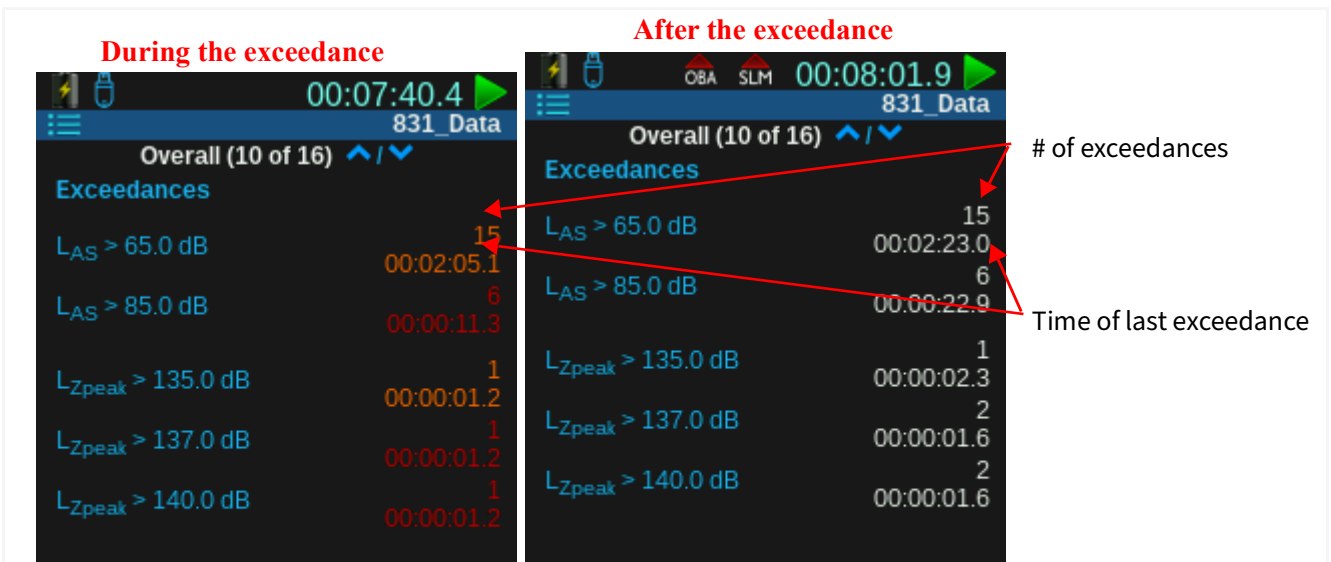 During the exceedance
00:07:40.4
831_Data
Overall (10 of 16) /
Exceedances
LAS > 65.0 dB
15
00:02:05.1
LAS > 85.0 dB
6
00:00:11.3
LZpeak > 135.0 dB
1
00:00:01.2
LZpeak > 137.0 dB
1
00:00:01.2
LZpeak > 140.0 dB
1
00:00:01.2
After the exceedance
OBA SLM 00:08:01.9
831_Data
Overall (10 of 16) /
Exceedances
LAS > 65.0 dB
15
00:02:23.0
LAS > 85.0 dB
6
00:00:22.9
LZpeak > 135.0 dB
1
00:00:02.3
LZpeak > 137.0 dB
2
00:00:01.6
LZpeak > 140.0 dB
2
00:00:01.6
# of exceedances
Time of last exceedance